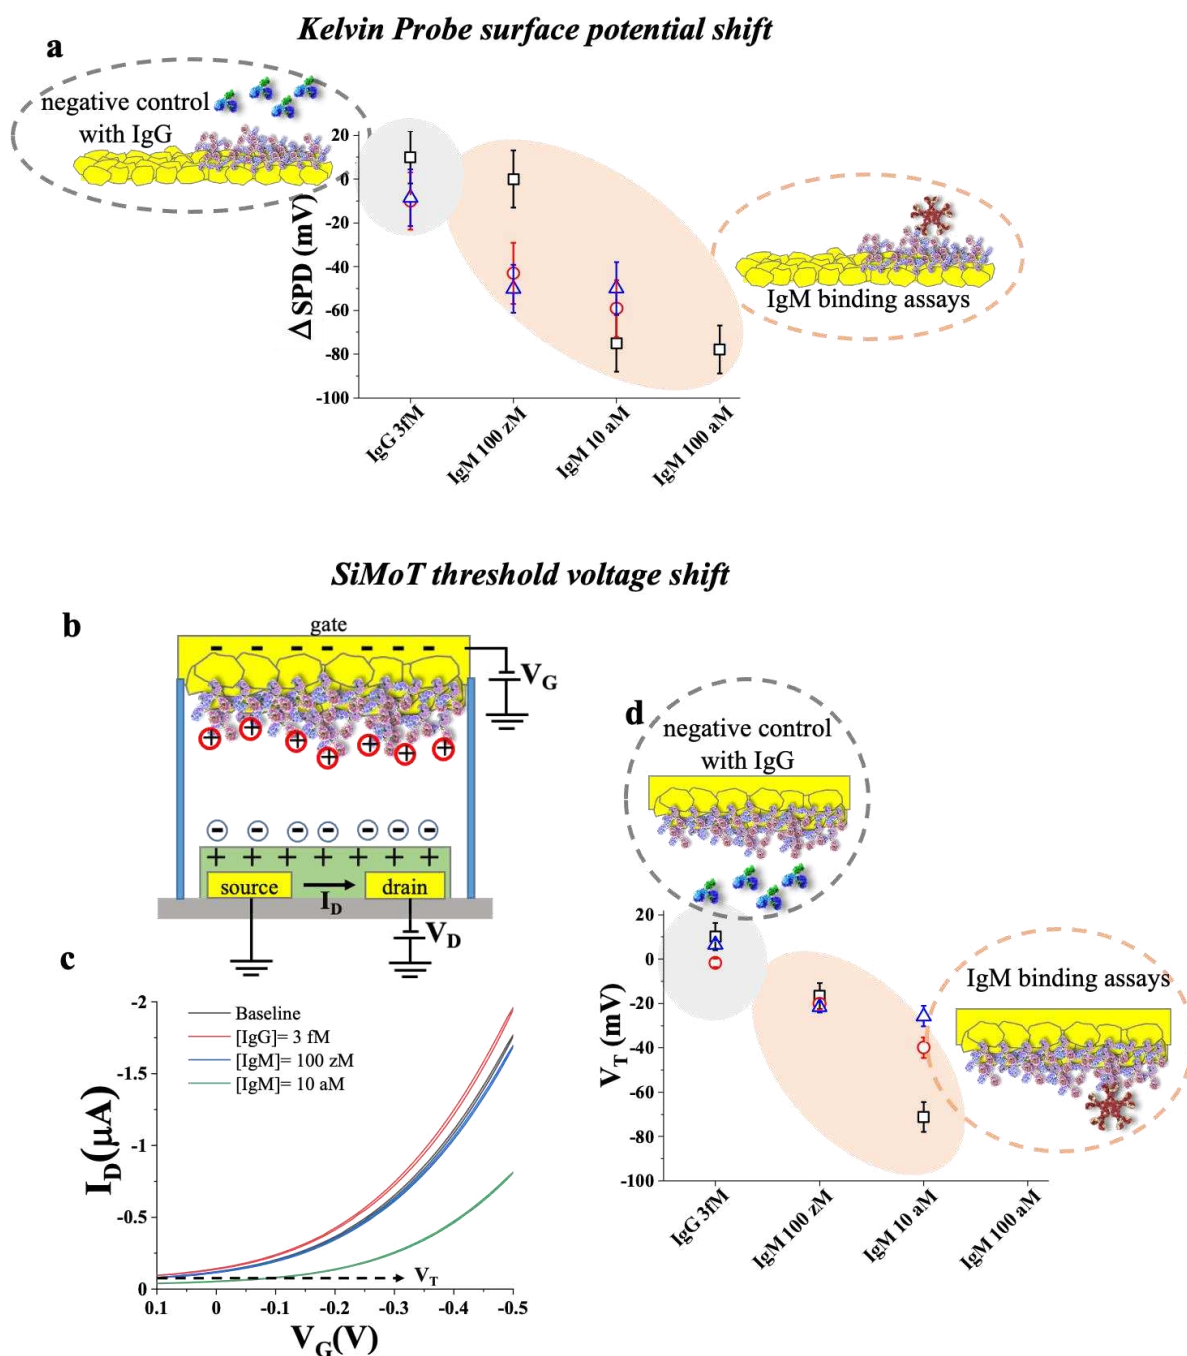 Kelvin Probe surface potential shift
a
negative control
with IgG
20
0
-20
-40
-60
-80
-100
ΔSPD (mV)
IgG 3fM
IgM 100 zM
IgM 10 aM
IgM 100 aM
IgM binding assays
SiMoT threshold voltage shift
b
gate
V_G
source
drain
I_D
V_D
c
-2
-1.5
-1
-0.5
0
I_D(μA)
Baseline
[IgG]= 3 fM
[IgM]= 100 zM
[IgM]= 10 aM
V_T
0.1
0
-0.1
-0.2
-0.3
-0.4
-0.5
V_G(V)
d
negative control
with IgG
20
0
-20
-40
-60
-80
-100
V_T (mV)
IgG 3fM
IgM 100 zM
IgM 10 aM
IgM 100 aM
IgM binding assays